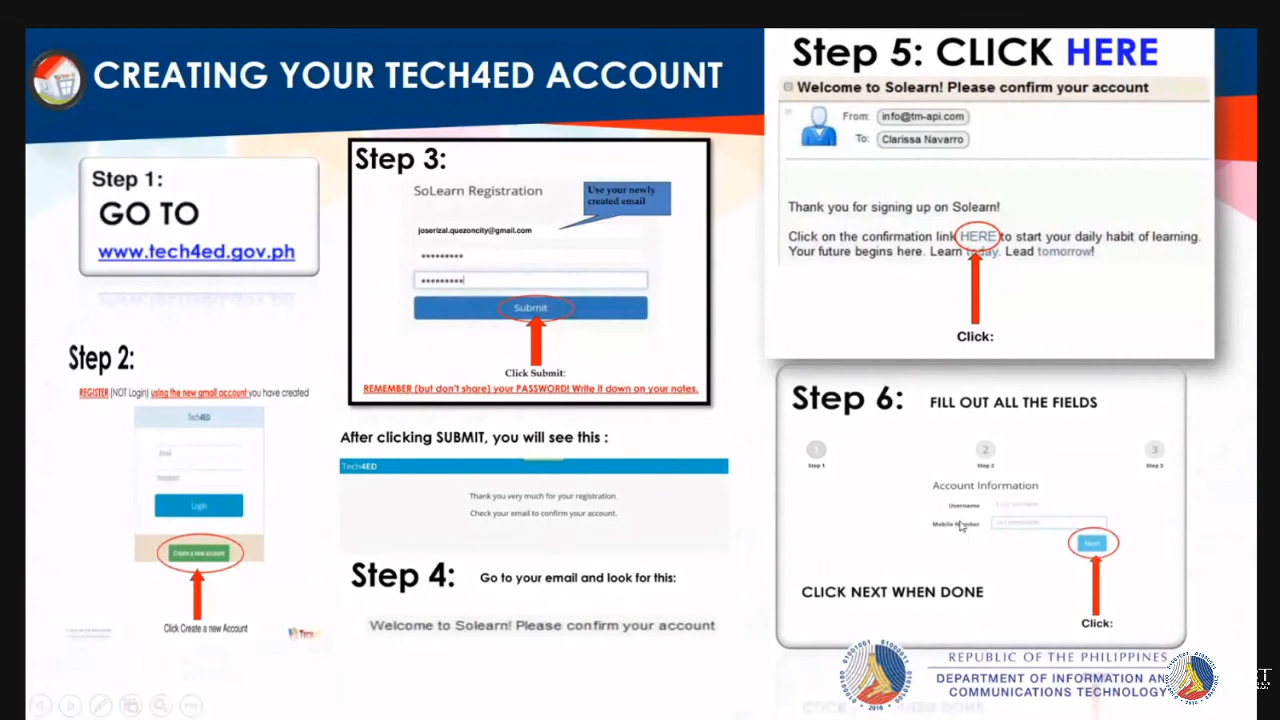 CREATING YOUR TECH4ED ACCOUNT
Step 1:
GO TO
www.tech4ed.gov.ph
Step 2:
REGISTER (NOT Login) using the new gmail account you have created
Tech4ED
Email
Password
Login
Create a new account
Click Create a new Account
Step 3:
SoLearn Registration
Use your newly
created email
joserizal.quezoncity@gmail.com
Submit
Click Submit:
REMEMBER (but don't share) your PASSWORD! Write it down on your notes.
After clicking SUBMIT, you will see this :
Tech4ED
Thank you very much for your registration.
Check your email to confirm your account.
Step 4:
Go to your email and look for this:
Welcome to Solearn! Please confirm your account
Step 5: CLICK HERE
Welcome to Solearn! Please confirm your account
From: info@tm-api.com
To: Clarissa Navarro
Thank you for signing up on Solearn!
Click on the confirmation link HERE to start your daily habit of learning.
Your future begins here. Learn today. Lead tomorrow!
Click:
Step 6:
FILL OUT ALL THE FIELDS
1
2
3
Step 1
Step 2
Step 3
Account Information
Username
Mobile Number
Next
CLICK NEXT WHEN DONE
Click:
REPUBLIC OF THE PHILIPPINES
DEPARTMENT OF INFORMATION AN
COMMUNICATIONS TECHNOLOGY
2016